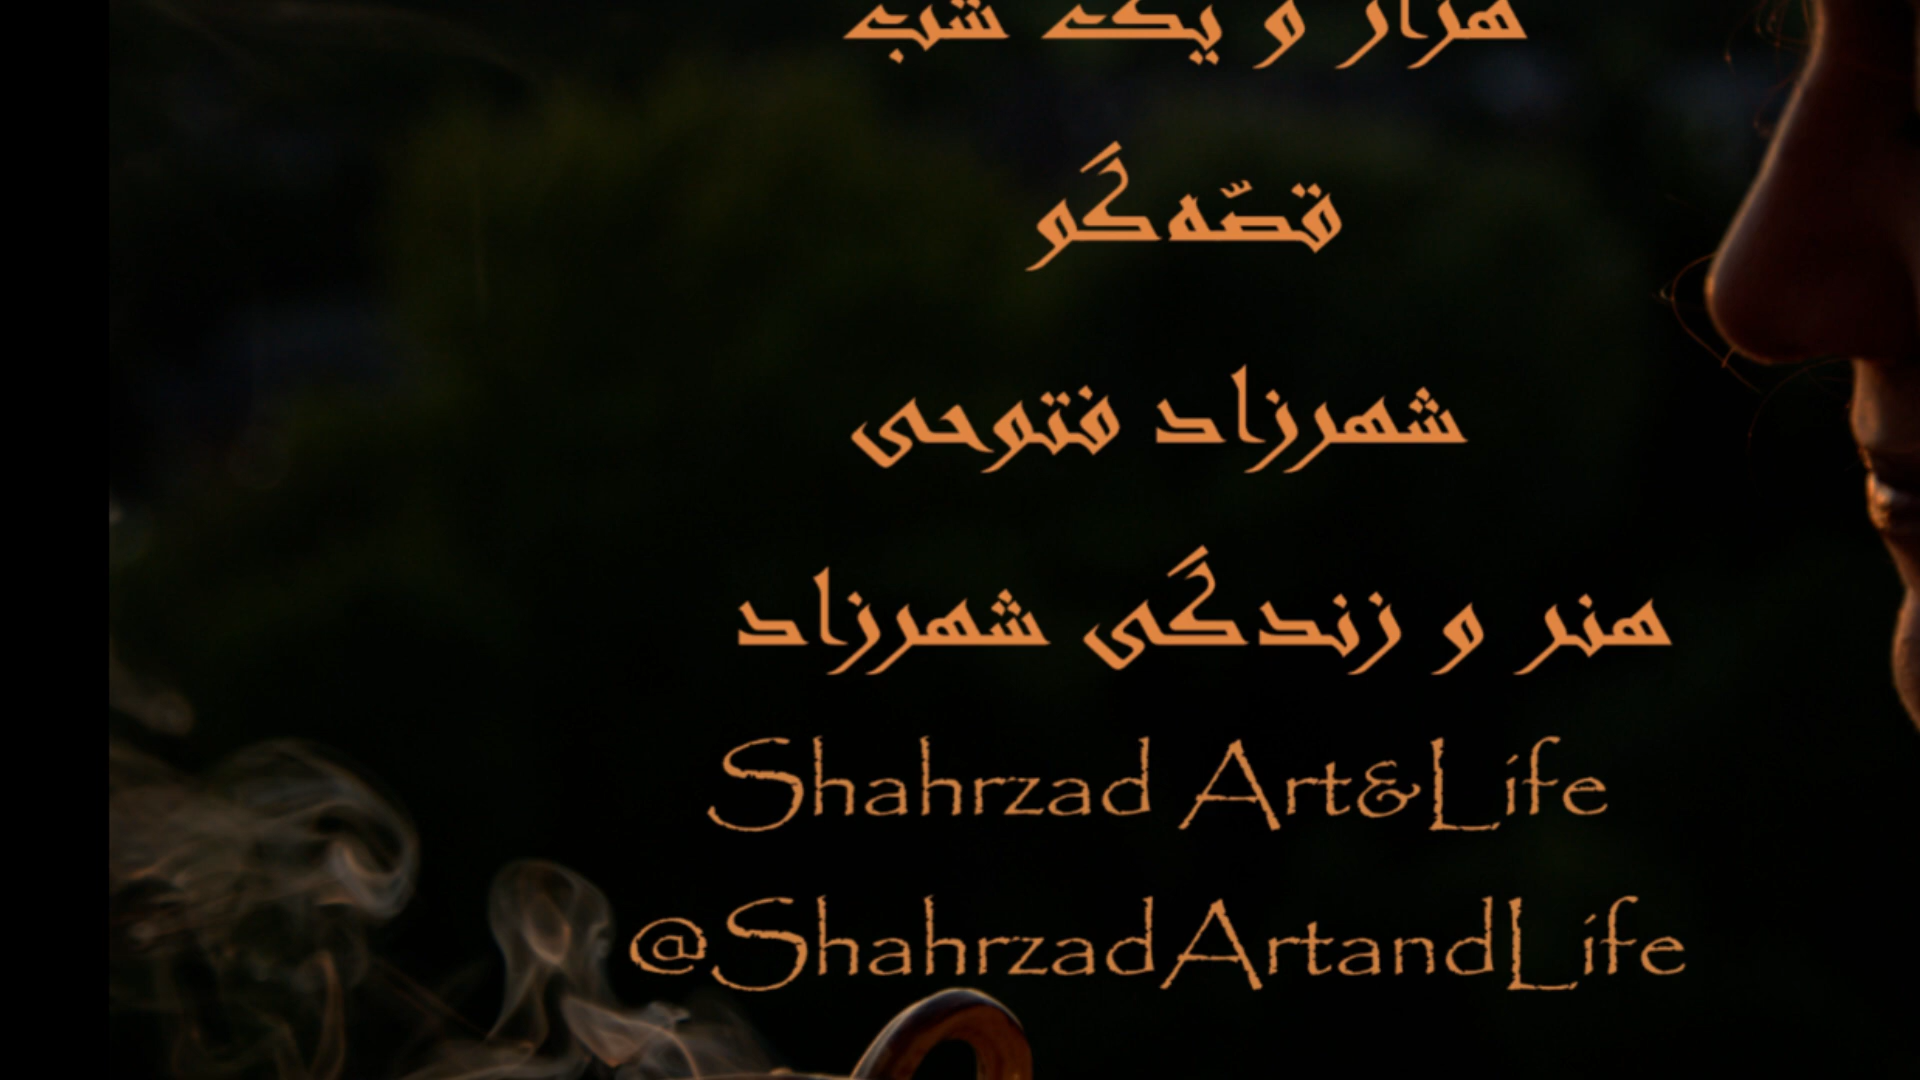 هزار و یک شب
قصّه‌گو
شهرزاد فتوحی
هنر و زندگی شهرزاد
Shahrzad Art&Life
@ShahrzadArtandLife